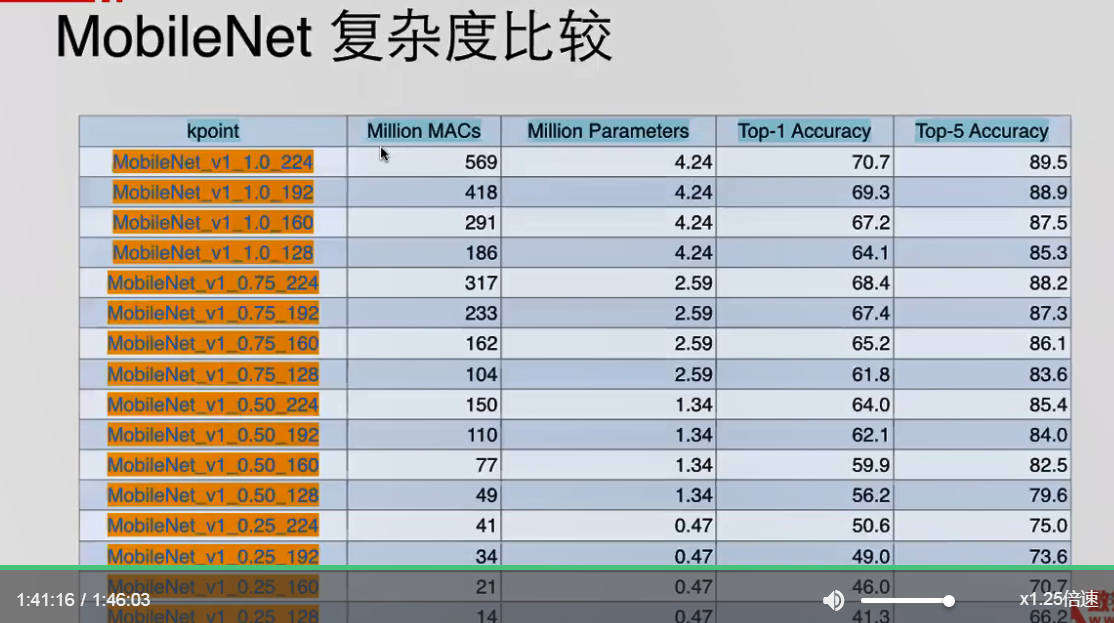 MobileNet 复杂度比较
kpoint Million MACs Million Parameters Top-1 Accuracy Top-5 Accuracy
MobileNet_v1_1.0_224 569 4.24 70.7 89.5
MobileNet_v1_1.0_192 418 4.24 69.3 88.9
MobileNet_v1_1.0_160 291 4.24 67.2 87.5
MobileNet_v1_1.0_128 186 4.24 64.1 85.3
MobileNet_v1_0.75_224 317 2.59 68.4 88.2
MobileNet_v1_0.75_192 233 2.59 67.4 87.3
MobileNet_v1_0.75_160 162 2.59 65.2 86.1
MobileNet_v1_0.75_128 104 2.59 61.8 83.6
MobileNet_v1_0.50_224 150 1.34 64.0 85.4
MobileNet_v1_0.50_192 110 1.34 62.1 84.0
MobileNet_v1_0.50_160 77 1.34 59.9 82.5
MobileNet_v1_0.50_128 49 1.34 56.2 79.6
MobileNet_v1_0.25_224 41 0.47 50.6 75.0
MobileNet_v1_0.25_192 34 0.47 49.0 73.6
MobileNet_v1_0.25_160 21 0.47 46.0 70.7
1:41:16 / 1:46:03 x1.25倍速
MobileNet_v1_0.25_128 14 0.47 41.3 66.2